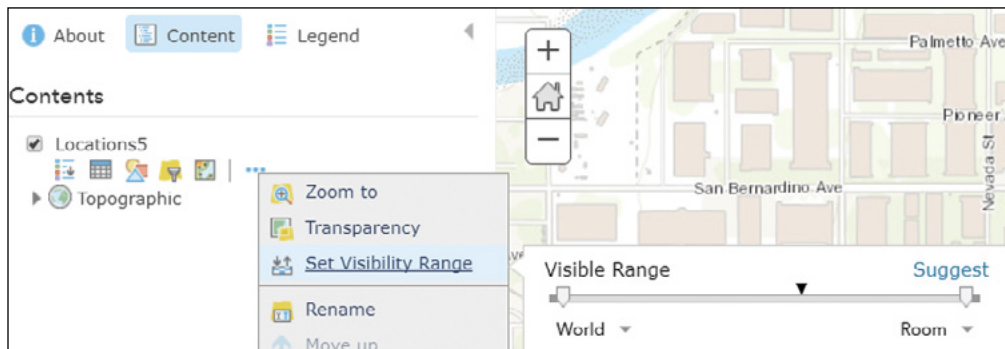 About
Content
Legend
Contents
Locations5
Topographic
Zoom to
Transparency
Set Visibility Range
Rename
Move up
Palmetto Ave
Pioneer
San Bernardino Ave
Nevada St
Visible Range
Suggest
World
Room